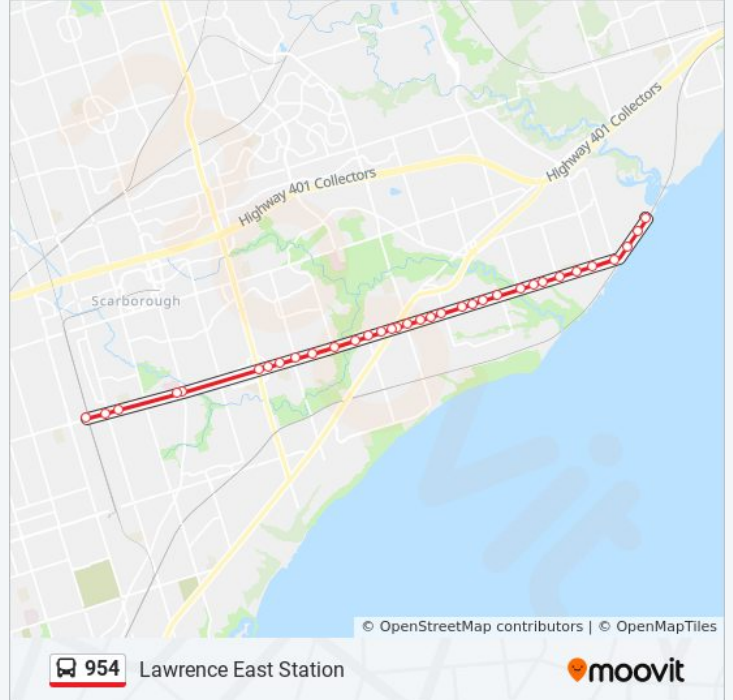 Highway 401 Collectors
Highway 401 Collectors
Scarborough
© OpenStreetMap contributors | © OpenMapTiles
954 Lawrence East Station
moovit